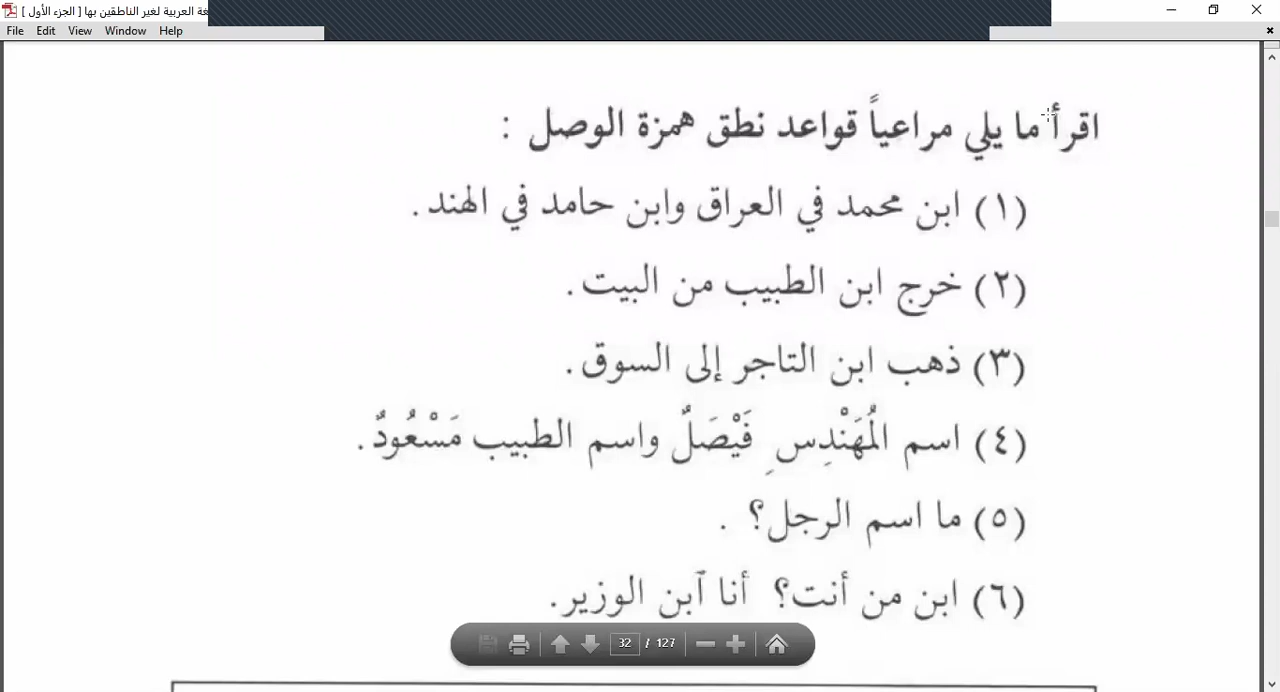 غة العربية لغير الناطقين بها [ الجزء الأول ]
File Edit View Window Help
اقرأ ما يلي مراعياً قواعد نطق همزة الوصل :
(١) ابن محمد في العراق وابن حامد في الهند .
(٢) خرج ابن الطبيب من البيت .
(٣) ذهب ابن التاجر إلى السوق .
(٤) اسم الْمُهَنْدِسِ فَيْصَلٌ واسم الطبيب مَسْعُودٌ .
(٥) ما اسم الرجل؟ .
(٦) ابن من أنت؟ أنا ٱبن الوزير.
32 / 127